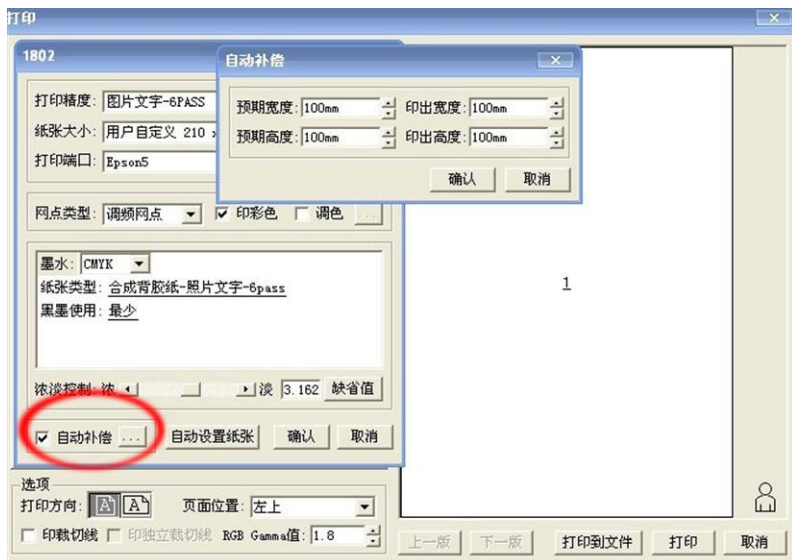 打印
1802
自动补偿
打印精度: 图片文字-6PASS
预期宽度: 100mm 印出宽度: 100mm
纸张大小: 用户自定义 210
预期高度: 100mm 印出高度: 100mm
打印端口: Epson5
确认 取消
网点类型: 调频网点 印彩色 调色 ...
墨水: CMYK
纸张类型: 合成背胶纸-照片文字-6pass
黑墨使用: 最少
1
浓淡控制: 浓 淡 3.162 缺省值
自动补偿 ... 自动设置纸张 确认 取消
选项
打印方向: A A 页面位置: 左上
印裁切线 印独立裁切线 RGB Gamma值: 1.8
上一版 下一版 打印到文件 打印 取消